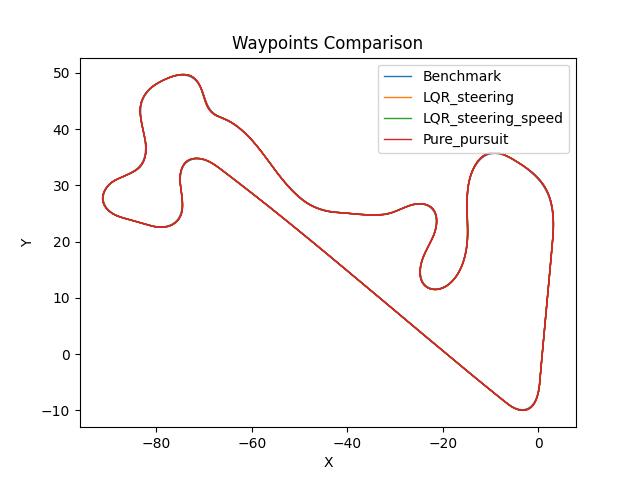 Waypoints Comparison
Benchmark
LQR_steering
LQR_steering_speed
Pure_pursuit
50
40
30
20
10
0
−10
Y
−80
−60
−40
−20
0
X